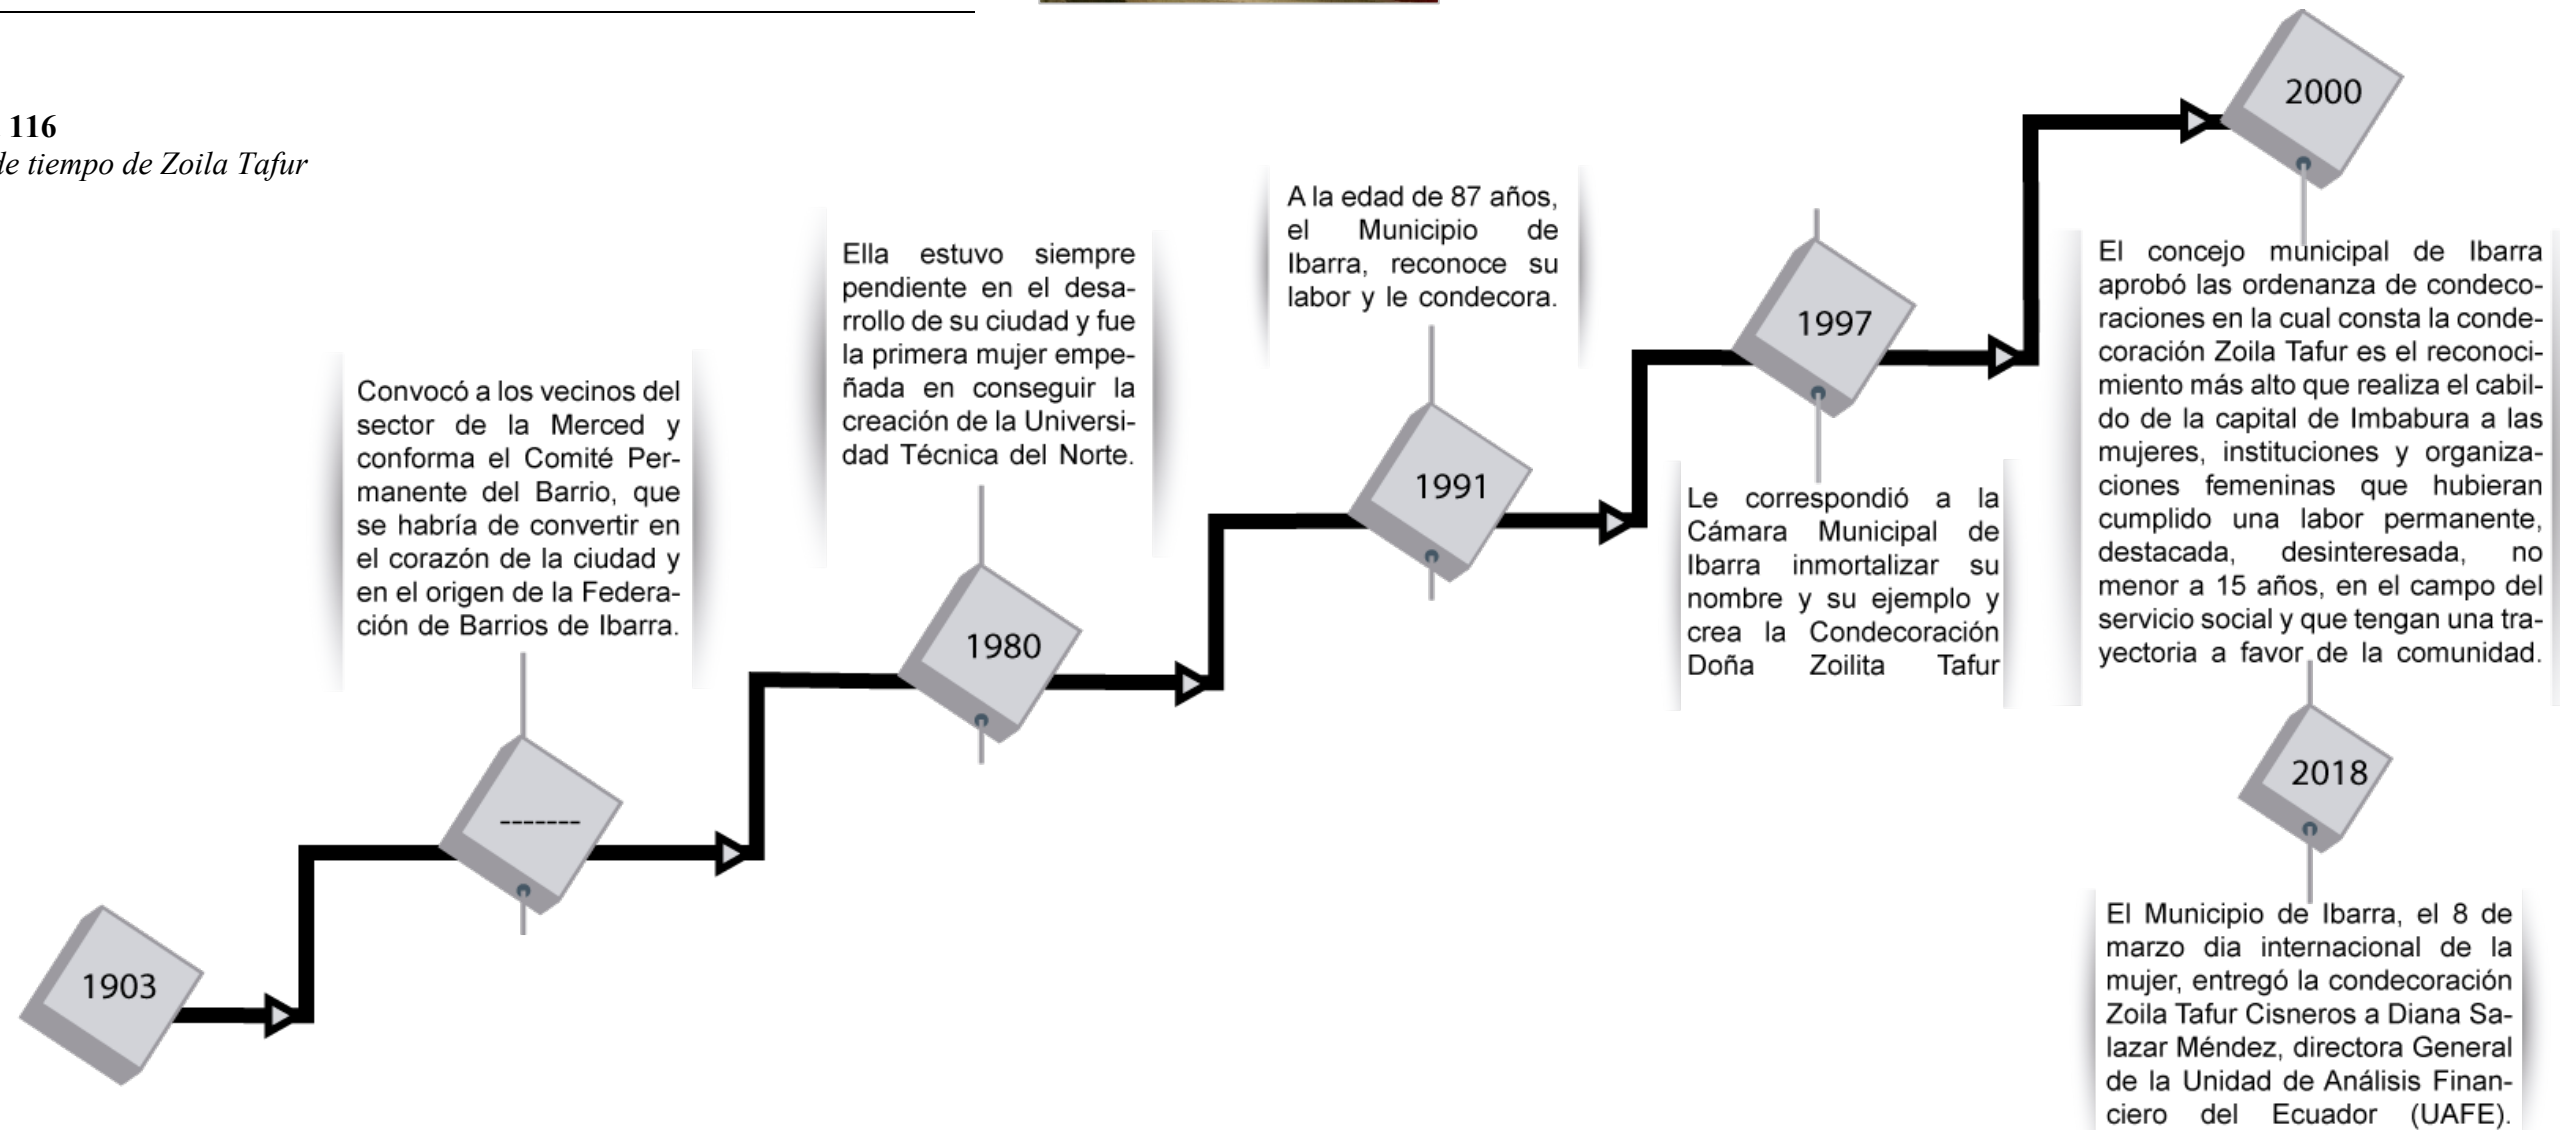 116
de tiempo de Zoila Tafur
1903
-------
Convocó a los vecinos del
sector de la Merced y
conforma el Comité Per-
manente del Barrio, que
se habría de convertir en
el corazón de la ciudad y
en el origen de la Federa-
ción de Barrios de Ibarra.
1980
Ella estuvo siempre
pendiente en el desa-
rrollo de su ciudad y fue
la primera mujer empe-
ñada en conseguir la
creación de la Universi-
dad Técnica del Norte.
1991
A la edad de 87 años,
el Municipio de
Ibarra, reconoce su
labor y le condecora.
1997
Le correspondió a la
Cámara Municipal de
Ibarra inmortalizar su
nombre y su ejemplo y
crea la Condecoración
Doña Zoilita Tafur
2000
El concejo municipal de Ibarra
aprobó las ordenanza de condeco-
raciones en la cual consta la conde-
coración Zoila Tafur es el reconoci-
miento más alto que realiza el cabil-
do de la capital de Imbabura a las
mujeres, instituciones y organiza-
ciones femeninas que hubieran
cumplido una labor permanente,
destacada, desinteresada, no
menor a 15 años, en el campo del
servicio social y que tengan una tra-
yectoria a favor de la comunidad.
2018
El Municipio de Ibarra, el 8 de
marzo dia internacional de la
mujer, entregó la condecoración
Zoila Tafur Cisneros a Diana Sa-
lazar Méndez, directora General
de la Unidad de Análisis Finan-
ciero del Ecuador (UAFE).